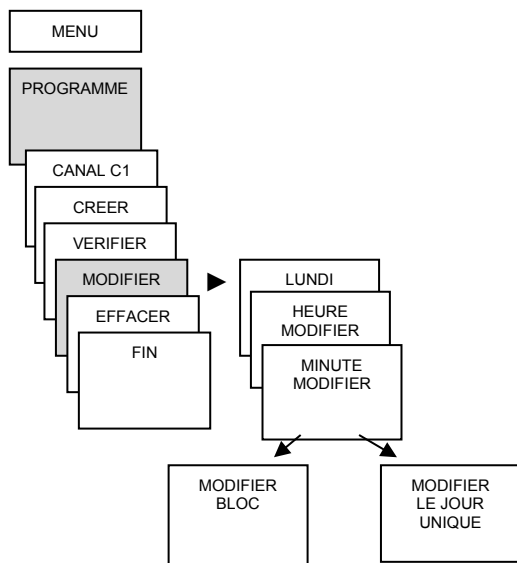 MENU
PROGRAMME
CANAL C1
CREER
VERIFIER
MODIFIER
EFFACER
FIN
LUNDI
HEURE
MODIFIER
MINUTE
MODIFIER
MODIFIER
BLOC
MODIFIER
LE JOUR
UNIQUE